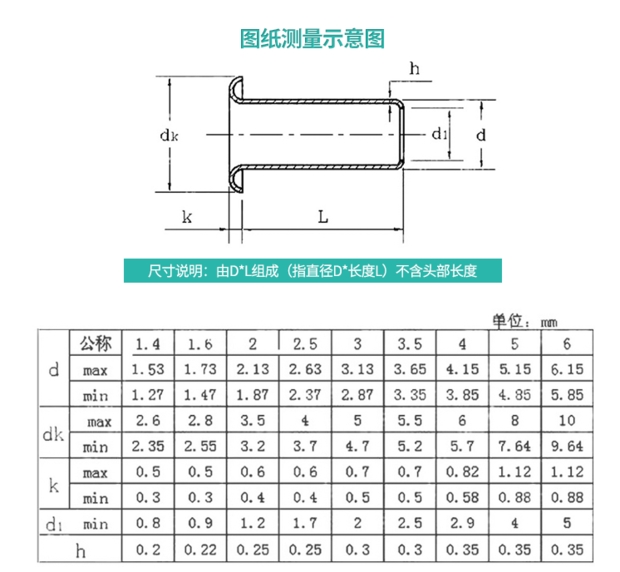 图纸测量示意图
h
dk
d1
d
k
L
尺寸说明：由D*L组成（指直径D*长度L）不含头部长度
单位：mm
d 公称 1.4 1.6 2 2.5 3 3.5 4 5 6
max 1.53 1.73 2.13 2.63 3.13 3.65 4.15 5.15 6.15
min 1.27 1.47 1.87 2.37 2.87 3.35 3.85 4.85 5.85
dk max 2.6 2.8 3.5 4 5 5.5 6 8 10
min 2.35 2.55 3.2 3.7 4.7 5.2 5.7 7.64 9.64
k max 0.5 0.5 0.6 0.6 0.7 0.7 0.82 1.12 1.12
min 0.3 0.3 0.4 0.4 0.5 0.5 0.58 0.88 0.88
d1 min 0.8 0.9 1.2 1.7 2 2.5 2.9 4 5
h 0.2 0.22 0.25 0.25 0.3 0.3 0.35 0.35 0.35